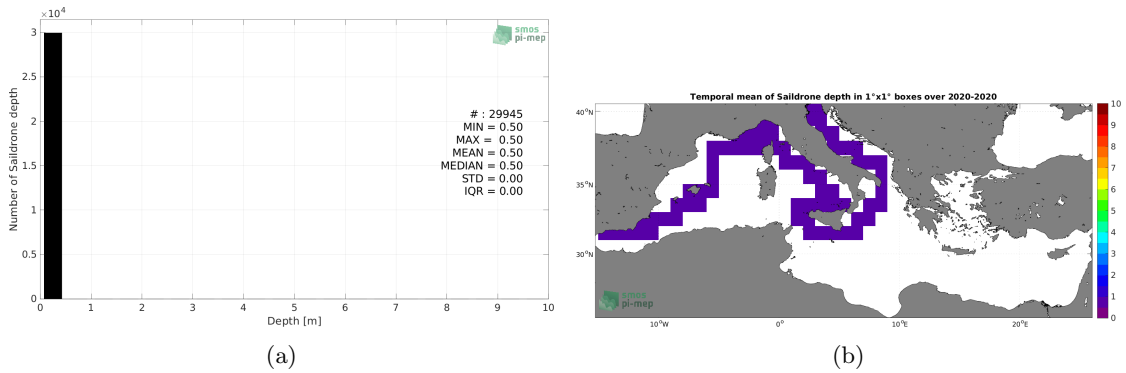 ×10⁴
3
2.5
2
1.5
1
0.5
0
0 1 2 3 4 5 6 7 8 9 10
Number of Saildrone depth
Depth [m]
smos
pi-mep
# : 29945
MIN = 0.50
MAX = 0.50
MEAN = 0.50
MEDIAN = 0.50
STD = 0.00
IQR = 0.00
(a)
Temporal mean of Saildrone depth in 1°x1° boxes over 2020-2020
40°N
35°N
30°N
10°W 0° 10°E 20°E
smos
pi-mep
10
9
8
7
6
5
4
3
2
1
0
(b)